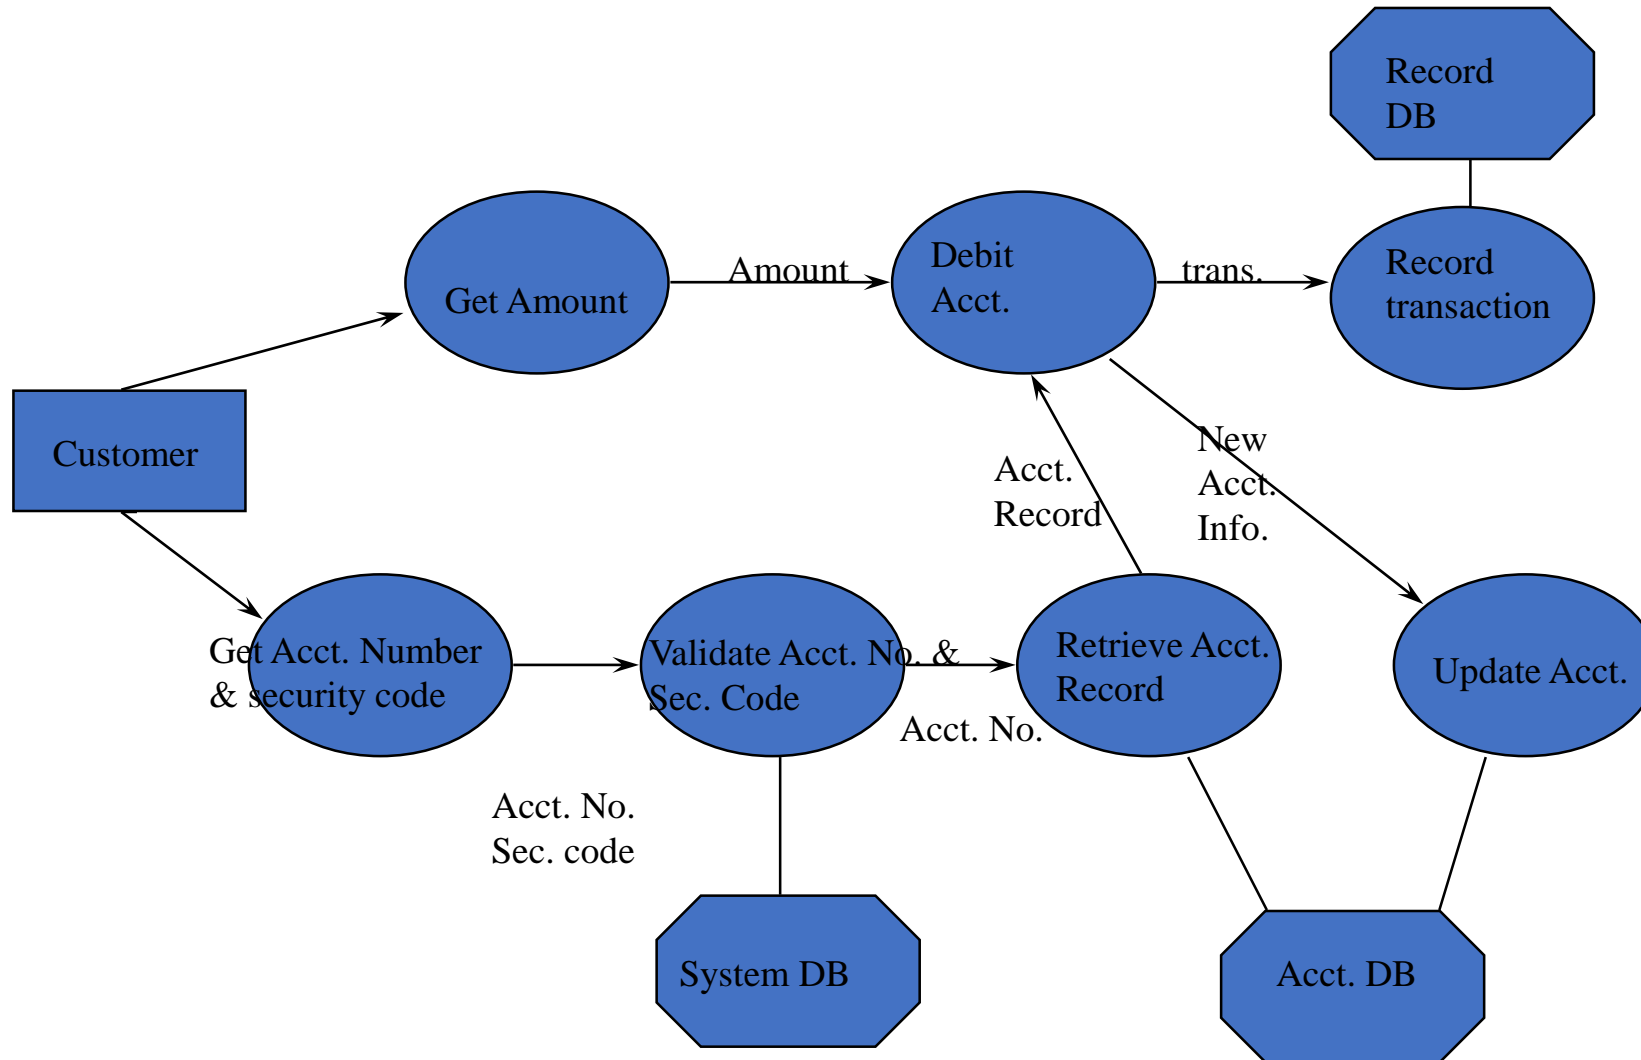 Record
DB
Get Amount
Amount
Debit
Acct.
trans.
Record
transaction
Customer
Acct.
Record
New
Acct.
Info.
Get Acct. Number
& security code
Validate Acct. No. &
Sec. Code
Acct. No.
Retrieve Acct.
Record
Update Acct.
Acct. No.
Sec. code
System DB
Acct. DB